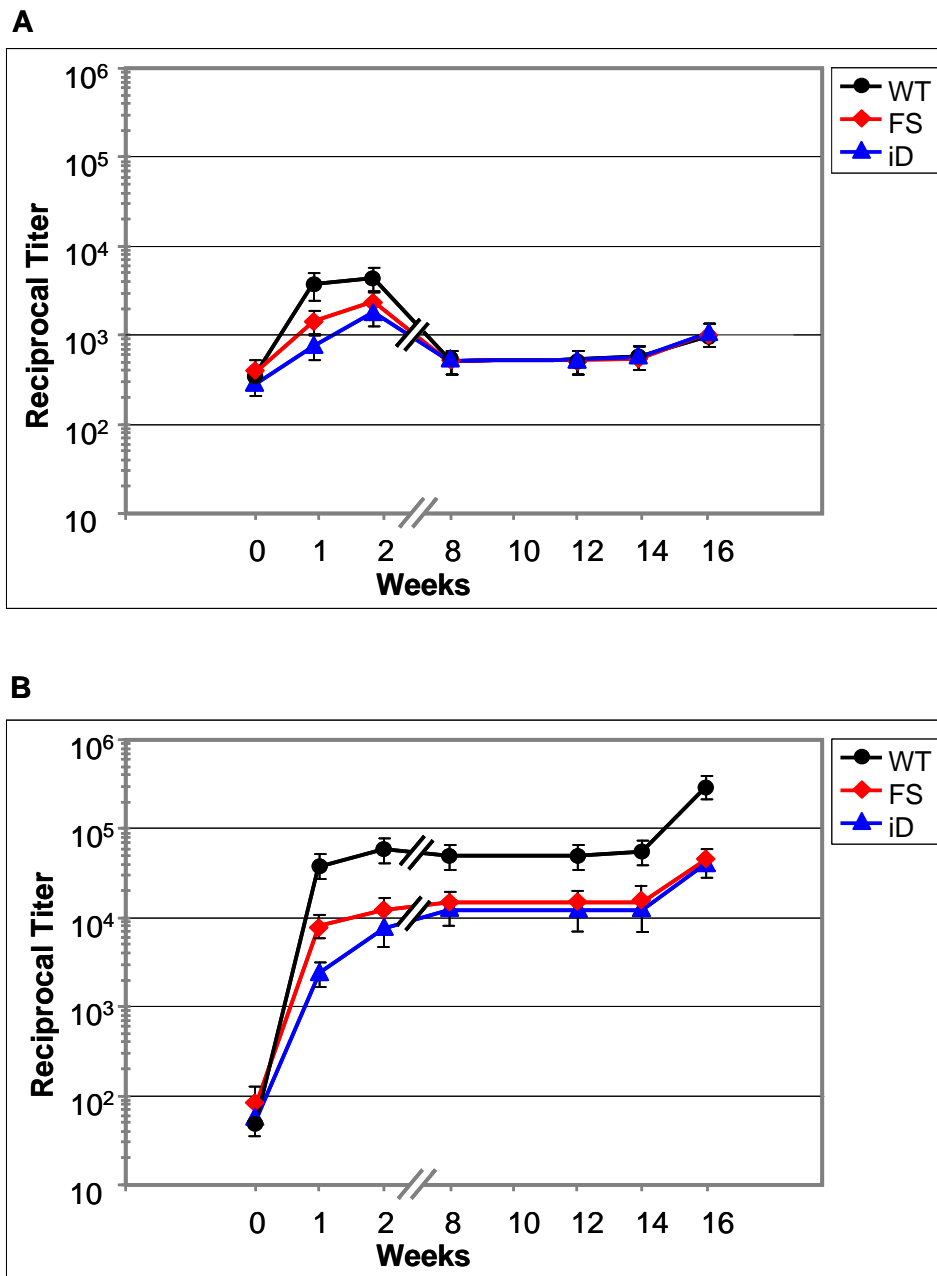 A
10⁶
10⁵
10⁴
10³
10²
10
Reciprocal Titer
0 1 2 8 10 12 14 16
Weeks
WT
FS
iD
B
10⁶
10⁵
10⁴
10³
10²
10
Reciprocal Titer
0 1 2 8 10 12 14 16
Weeks
WT
FS
iD